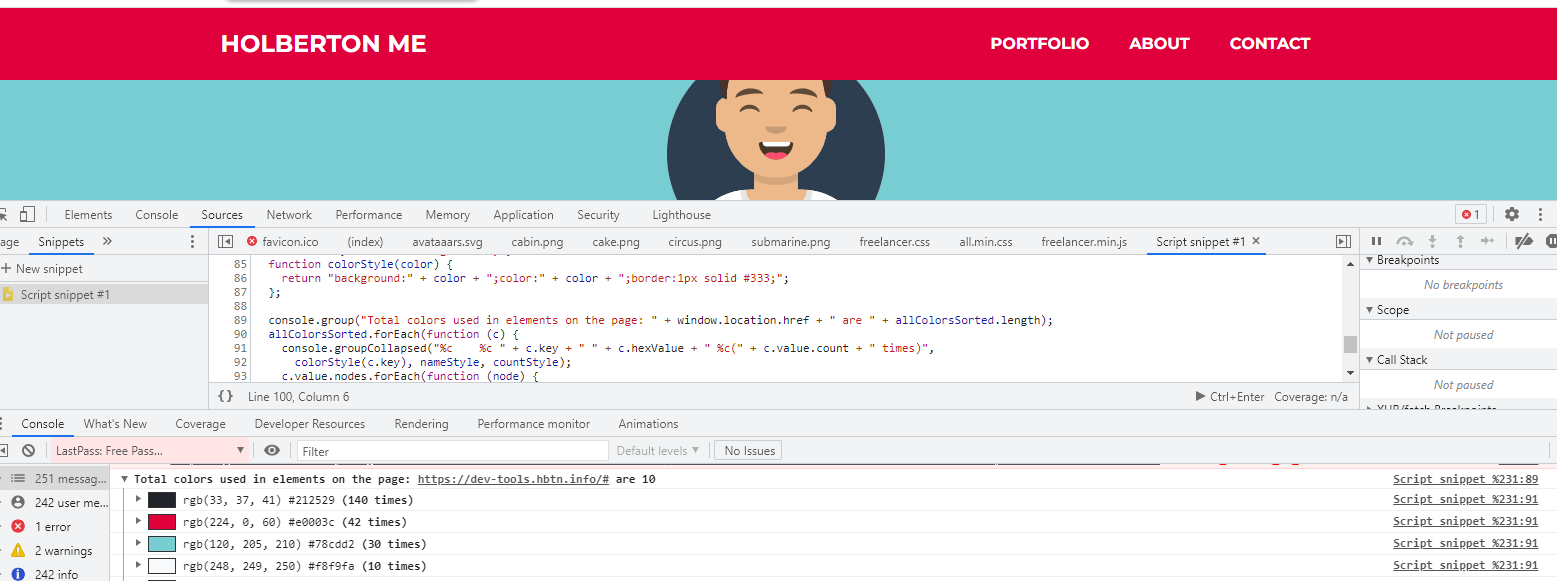 HOLBERTON ME PORTFOLIO ABOUT CONTACT
Elements Console Sources Network Performance Memory Application Security Lighthouse 1
age Snippets favicon.ico (index) avataaars.svg cabin.png cake.png circus.png submarine.png freelancer.css all.min.css freelancer.min.js Script snippet #1
New snippet
Script snippet #1
85 function colorStyle(color) {
86 return "background:" + color + ";color:" + color + ";border:1px solid #333;";
87 };
88
89 console.group("Total colors used in elements on the page: " + window.location.href + " are " + allColorsSorted.length);
90 allColorsSorted.forEach(function (c) {
91 console.groupCollapsed("%c    %c " + c.key + " " + c.hexValue + " %c(" + c.value.count + " times)",
92 colorStyle(c.key), nameStyle, countStyle);
93 c.value.nodes.forEach(function (node) {
{} Line 100, Column 6 Ctrl+Enter Coverage: n/a
Breakpoints
No breakpoints
Scope
Not paused
Call Stack
Not paused
Console What's New Coverage Developer Resources Rendering Performance monitor Animations
LastPass: Free Pass... Filter Default levels No Issues
251 messag...
242 user me...
1 error
2 warnings
242 info
Total colors used in elements on the page: https://dev-tools.hbtn.info/# are 10 Script snippet %231:89
rgb(33, 37, 41) #212529 (140 times) Script snippet %231:91
rgb(224, 0, 60) #e0003c (42 times) Script snippet %231:91
rgb(120, 205, 210) #78cdd2 (30 times) Script snippet %231:91
rgb(248, 249, 250) #f8f9fa (10 times) Script snippet %231:91